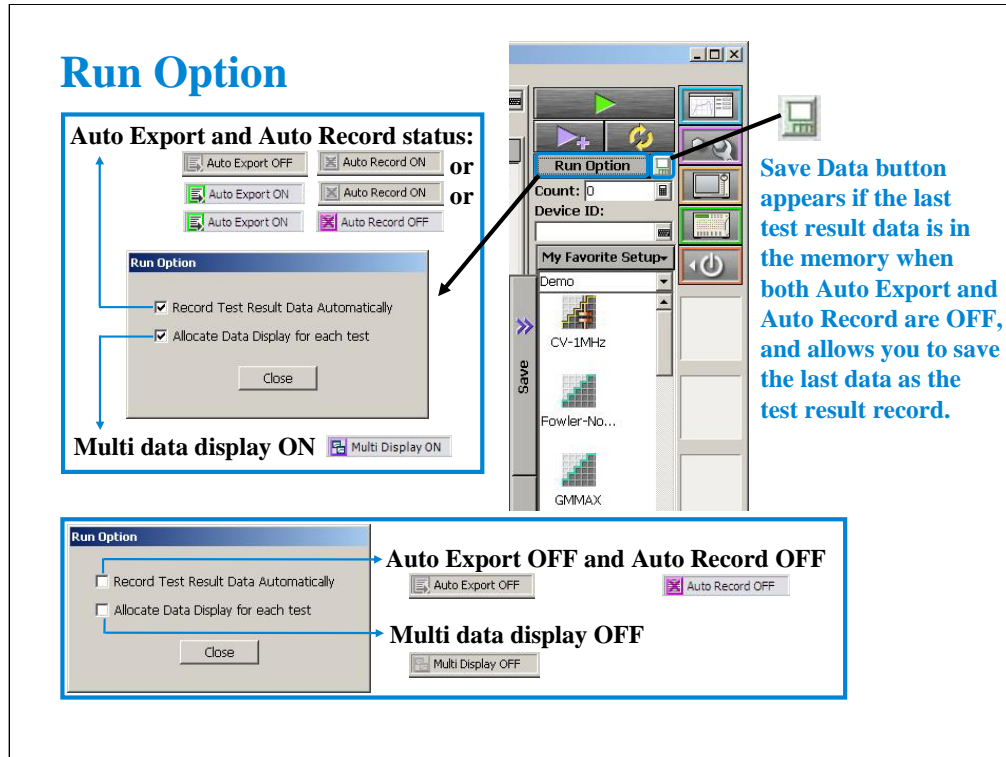 Run Option
Auto Export and Auto Record status:
Auto Export OFF Auto Record ON or
Auto Export ON Auto Record ON or
Auto Export ON Auto Record OFF
Run Option
Record Test Result Data Automatically
Allocate Data Display for each test
Close
Multi data display ON Multi Display ON
Run Option
Count: 0
Device ID:
My Favorite Setup
Demo
CV-1MHz
Save
Fowler-No...
GMMAX
Save Data button
appears if the last
test result data is in
the memory when
both Auto Export and
Auto Record are OFF,
and allows you to save
the last data as the
test result record.
Run Option
Record Test Result Data Automatically
Allocate Data Display for each test
Close
Auto Export OFF and Auto Record OFF
Auto Export OFF Auto Record OFF
Multi data display OFF
Multi Display OFF